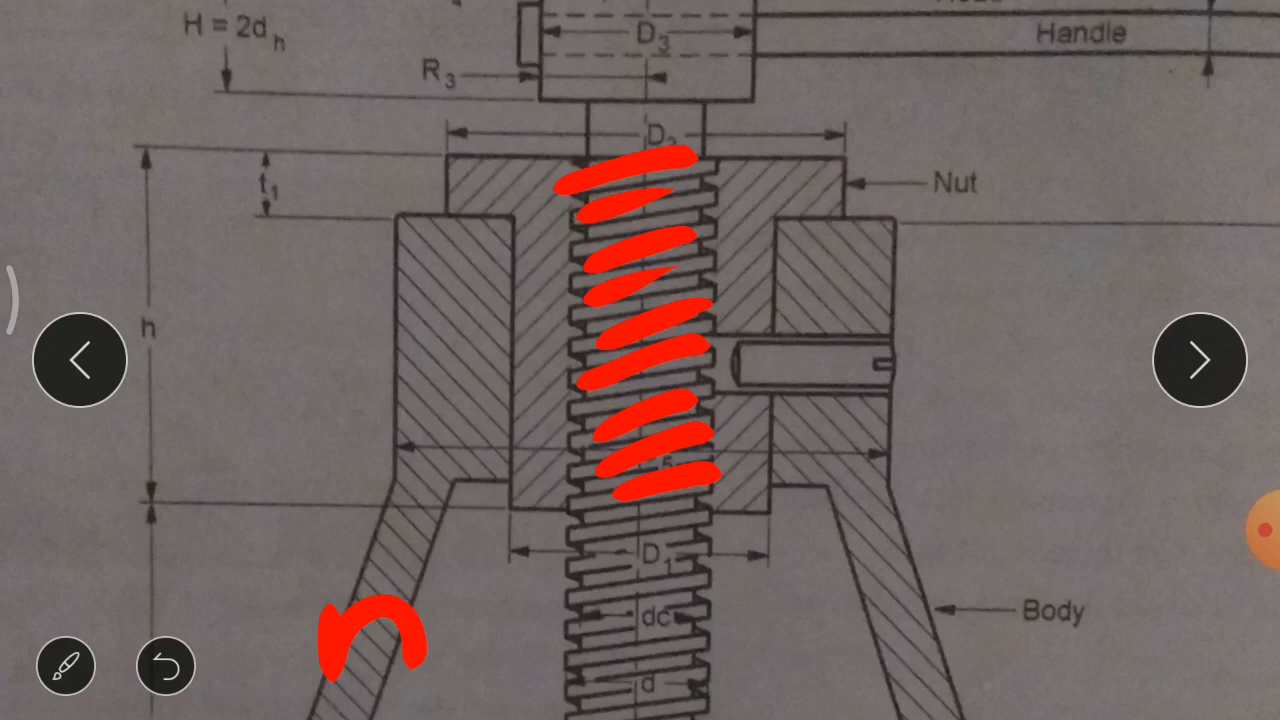 H = 2d h
D3
Handle
R3
D2
t1
Nut
h
n
D1
dc
Body
d